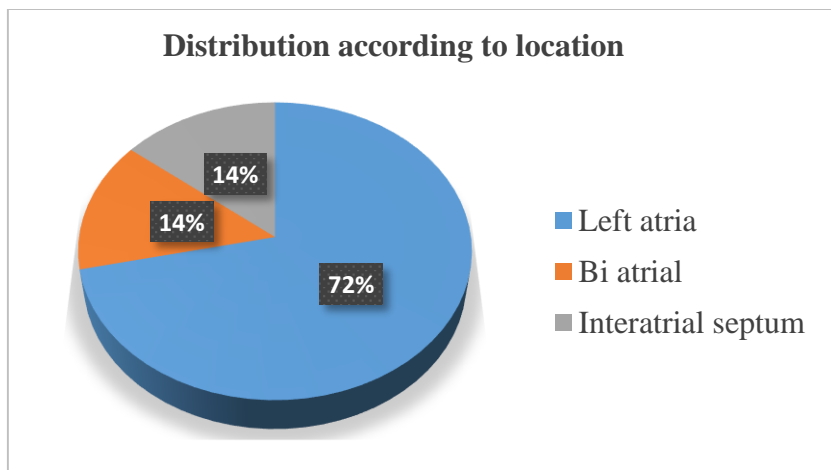 Distribution according to location
14%
14%
72%
Left atria
Bi atrial
Interatrial septum